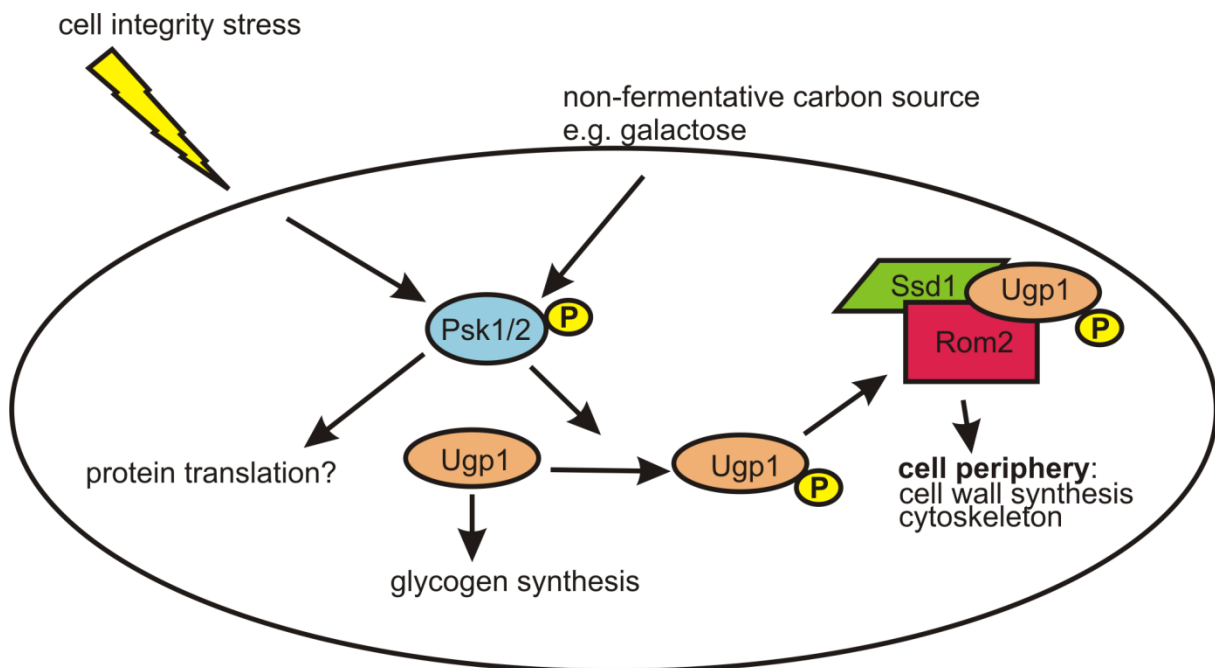 cell integrity stress
non-fermentative carbon source
e.g. galactose
Ssd1
Ugp1
P
Rom2
Psk1/2
P
protein translation?
Ugp1
Ugp1
P
glycogen synthesis
cell periphery:
cell wall synthesis
cytoskeleton